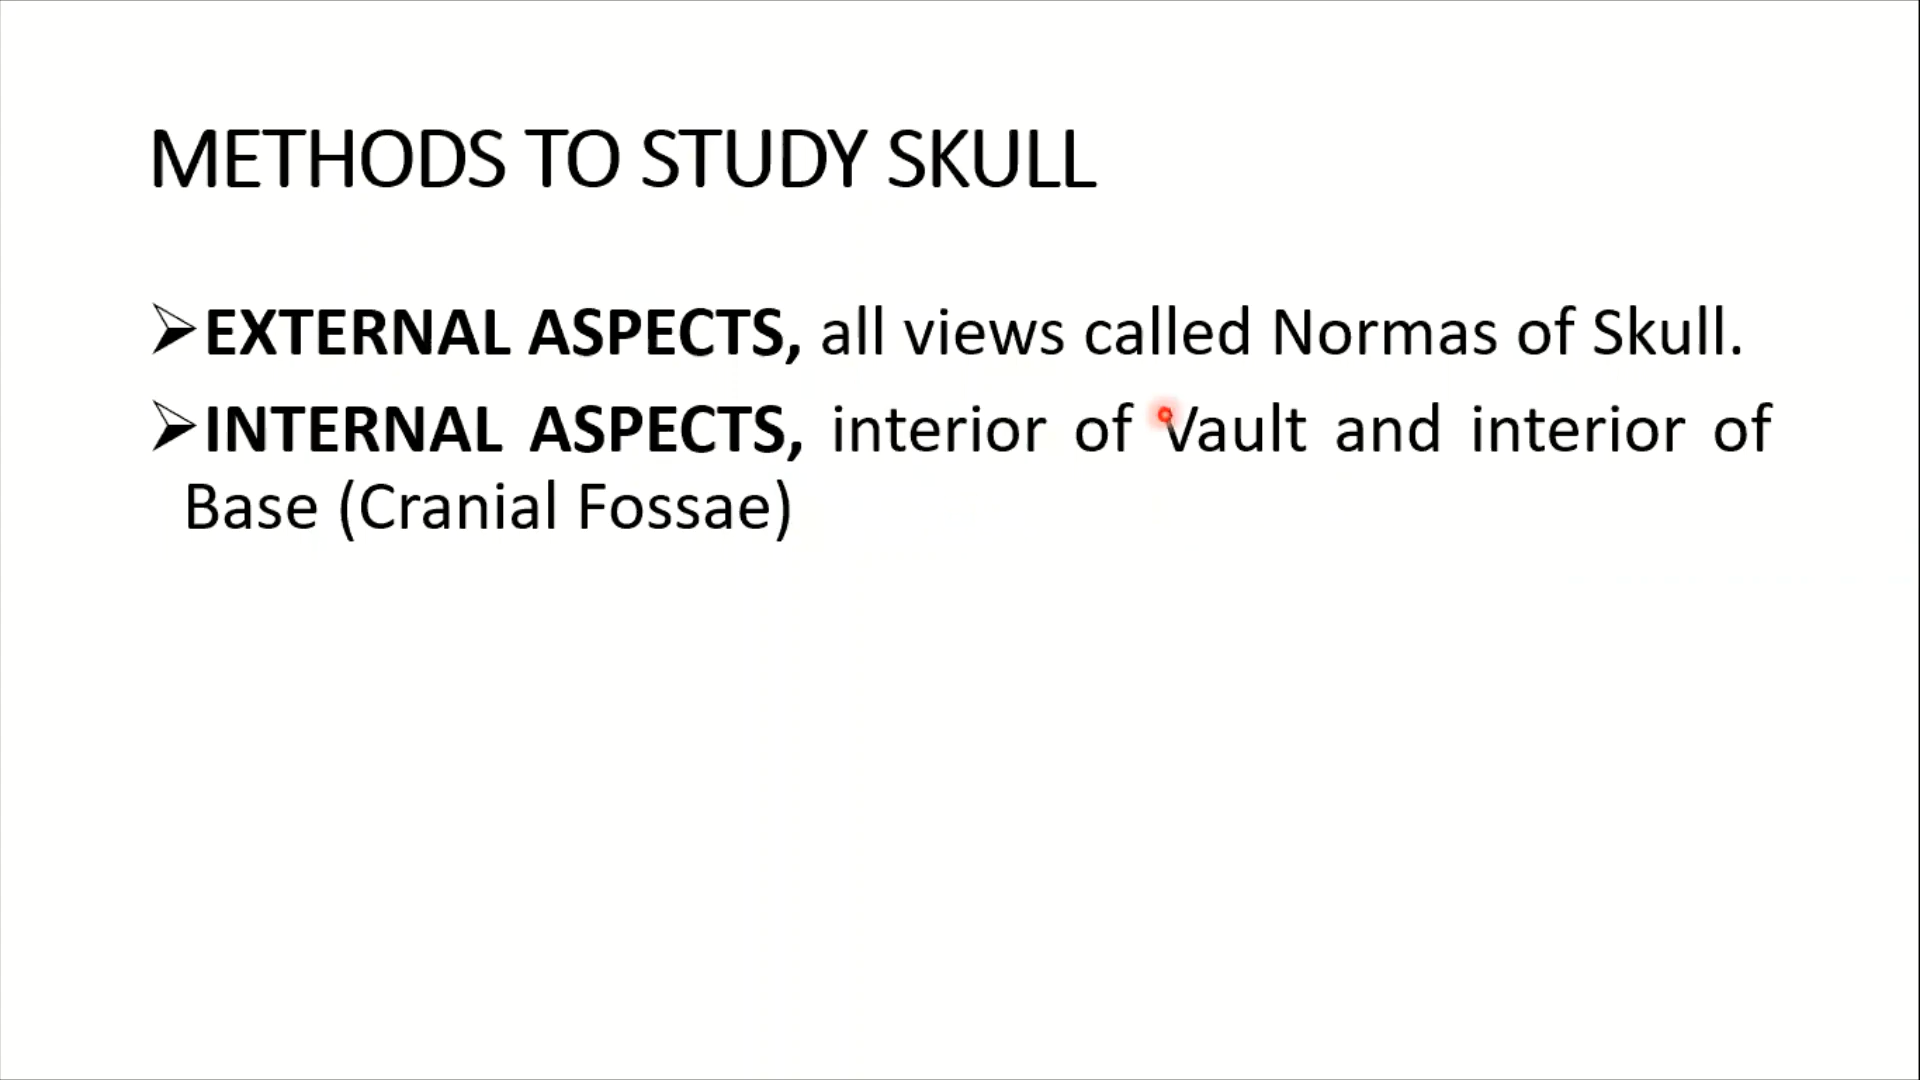 METHODS TO STUDY SKULL
➢EXTERNAL ASPECTS, all views called Normas of Skull.
➢INTERNAL ASPECTS, interior of Vault and interior of
Base (Cranial Fossae)